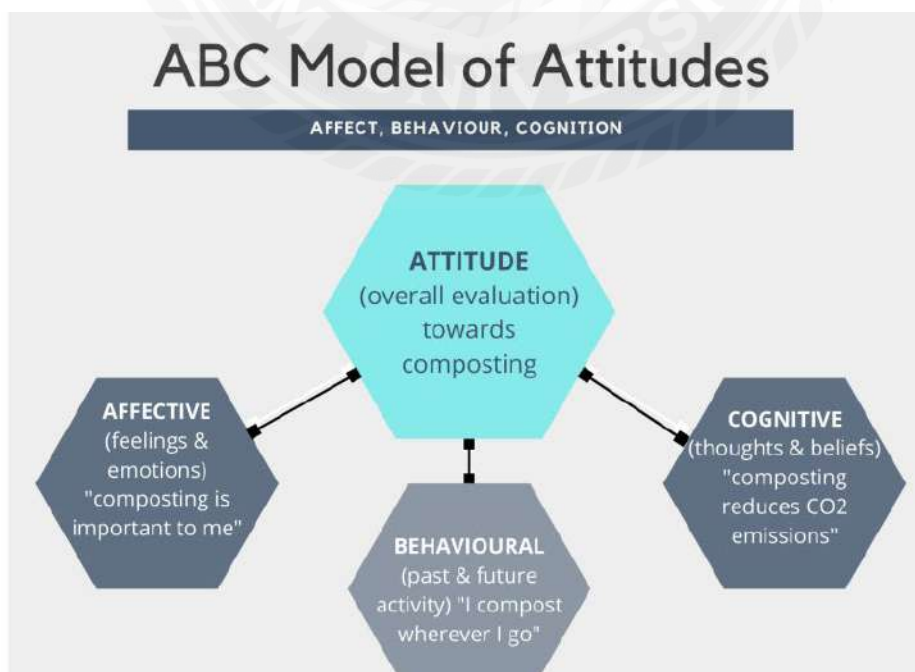 ABC Model of Attitudes
AFFECT, BEHAVIOUR, COGNITION
ATTITUDE
(overall evaluation)
towards
composting
AFFECTIVE
(feelings &
emotions)
"composting is
important to me"
BEHAVIOURAL
(past & future
activity) "I compost
wherever I go"
COGNITIVE
(thoughts & beliefs)
"composting
reduces CO2
emissions"